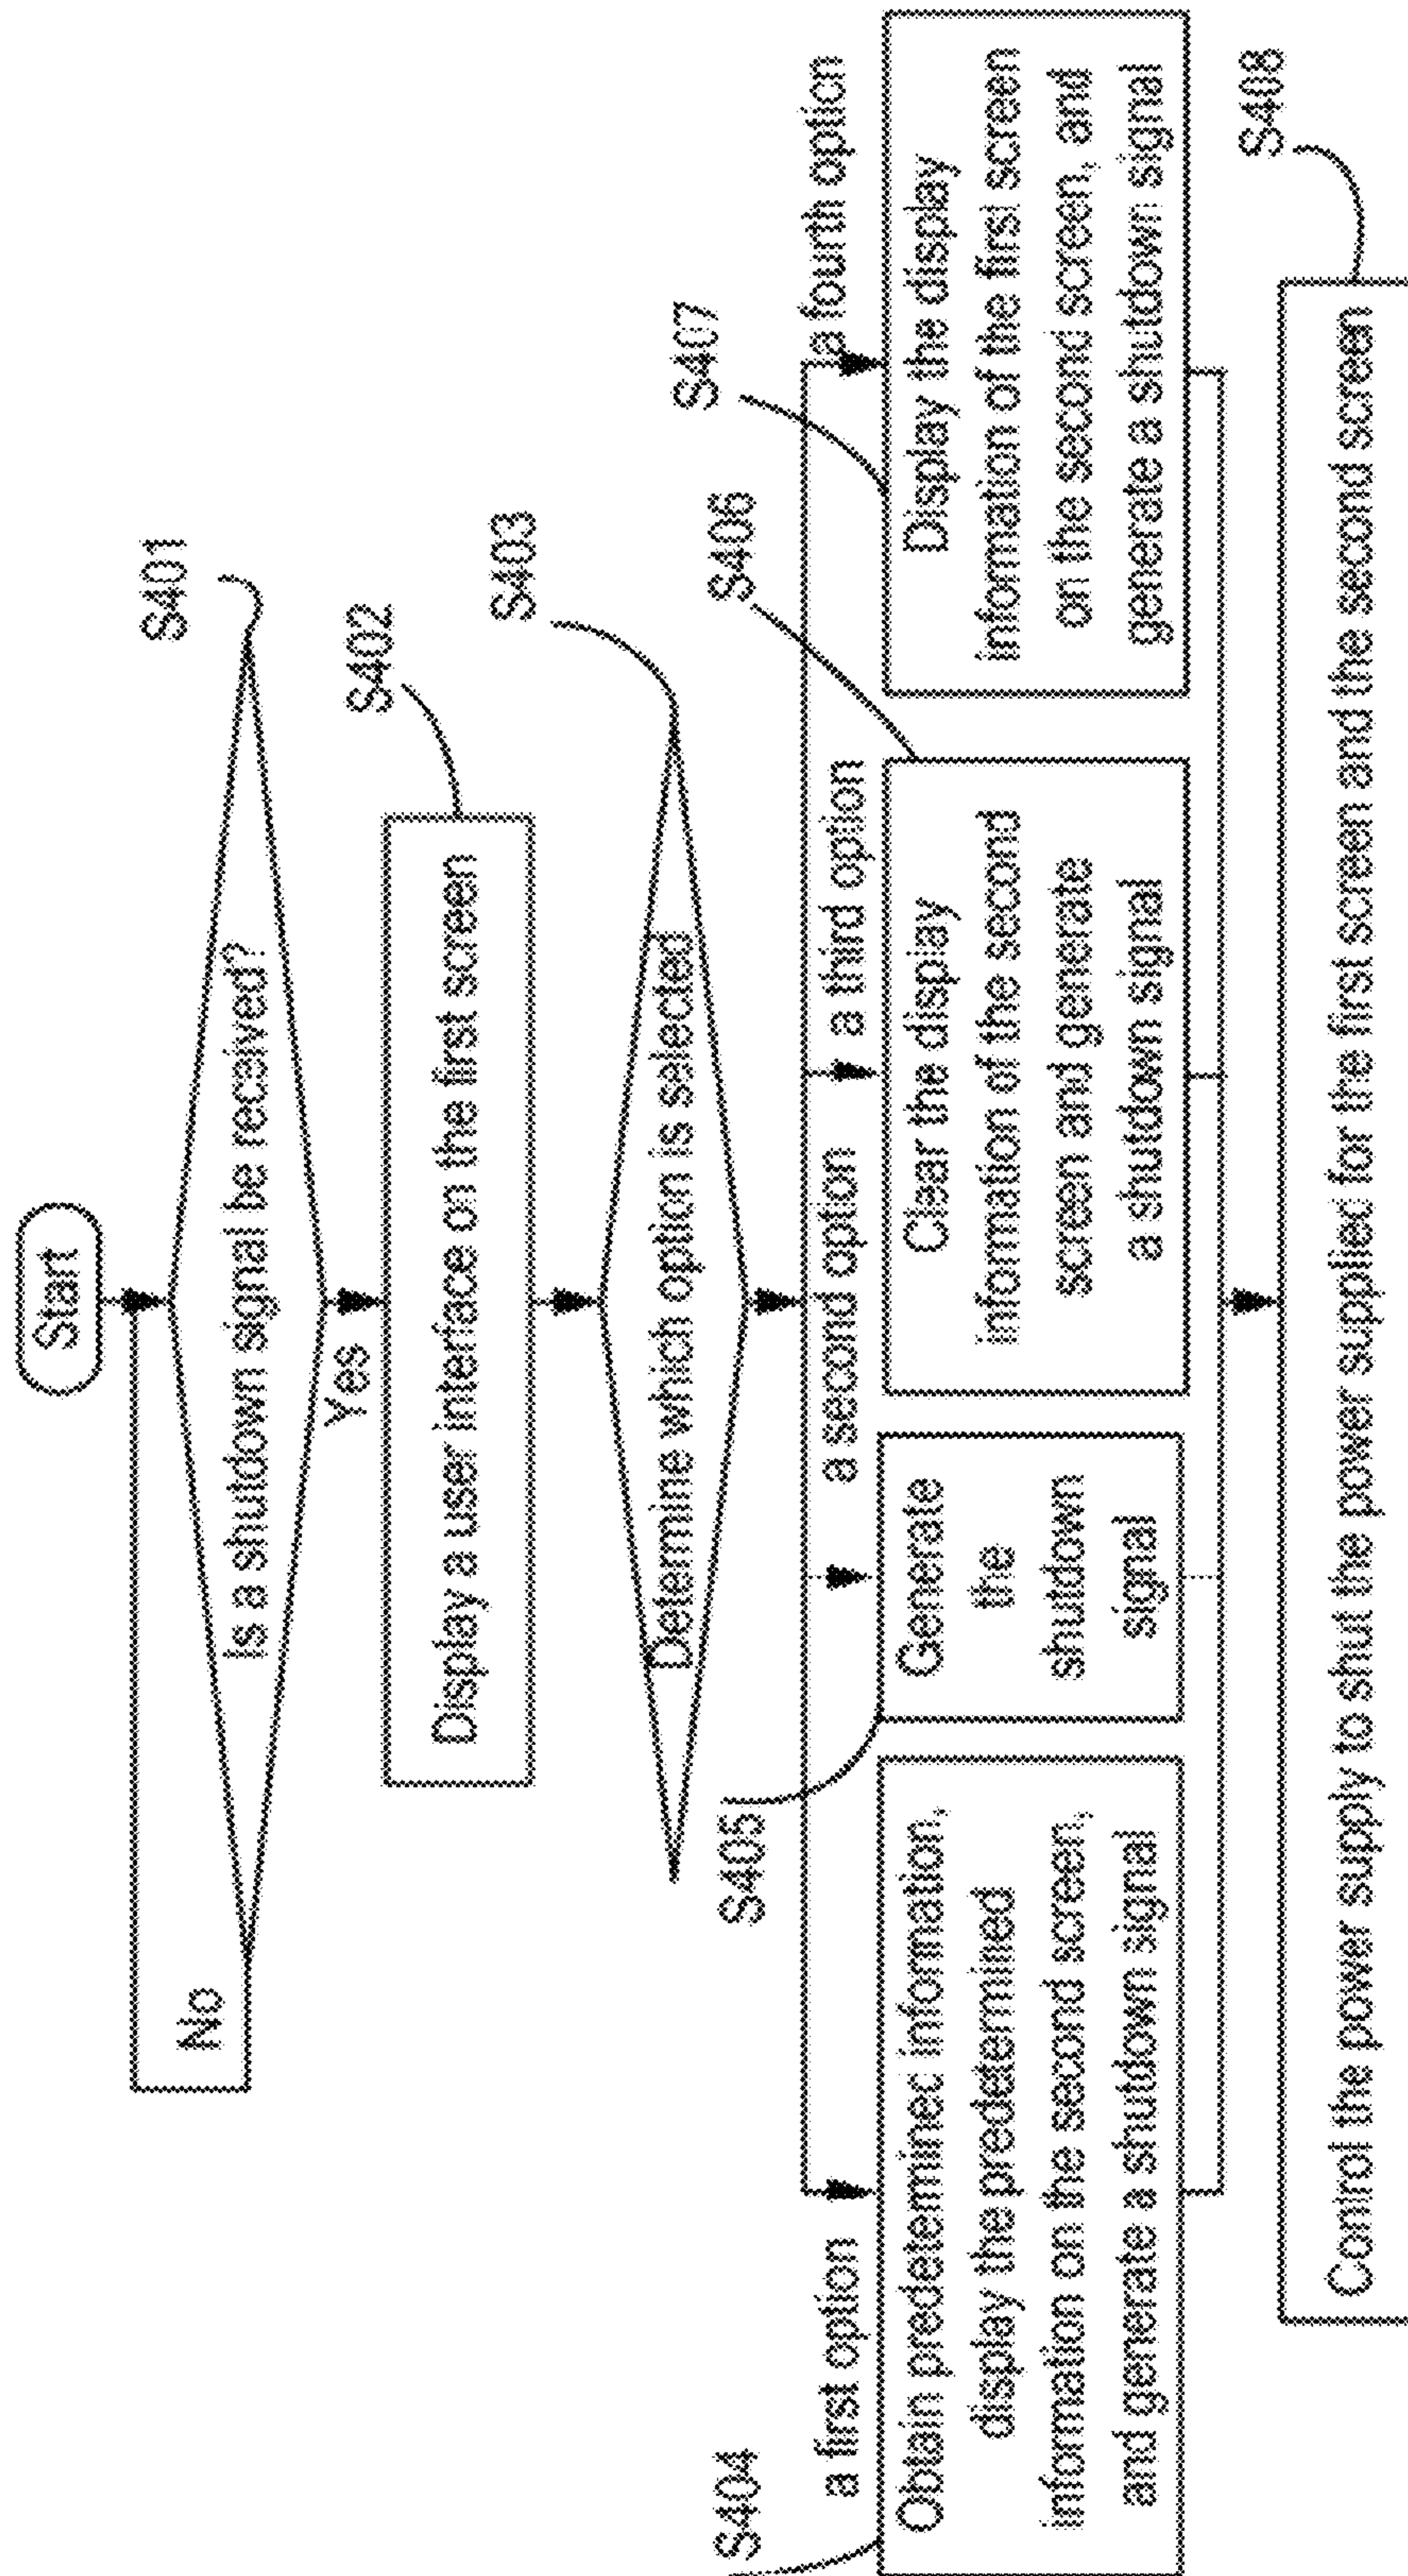 Start
S401
Is a shutdown signal be received?
No
Yes
S402
Display a user interface on the first screen
S403
Determine which option is selected
a first option
a second option
a third option
a fourth option
S404
Obtain predetermined information,
display the predetermined
information on the second screen,
and generate a shutdown signal
S405
Generate
the
shutdown
signal
S406
Clear the display
information of the second
screen and generate
a shutdown signal
S407
Display the display
information of the first screen
on the second screen, and
generate a shutdown signal
S408
Control the power supply to shut the power supplied for the first screen and the second screen